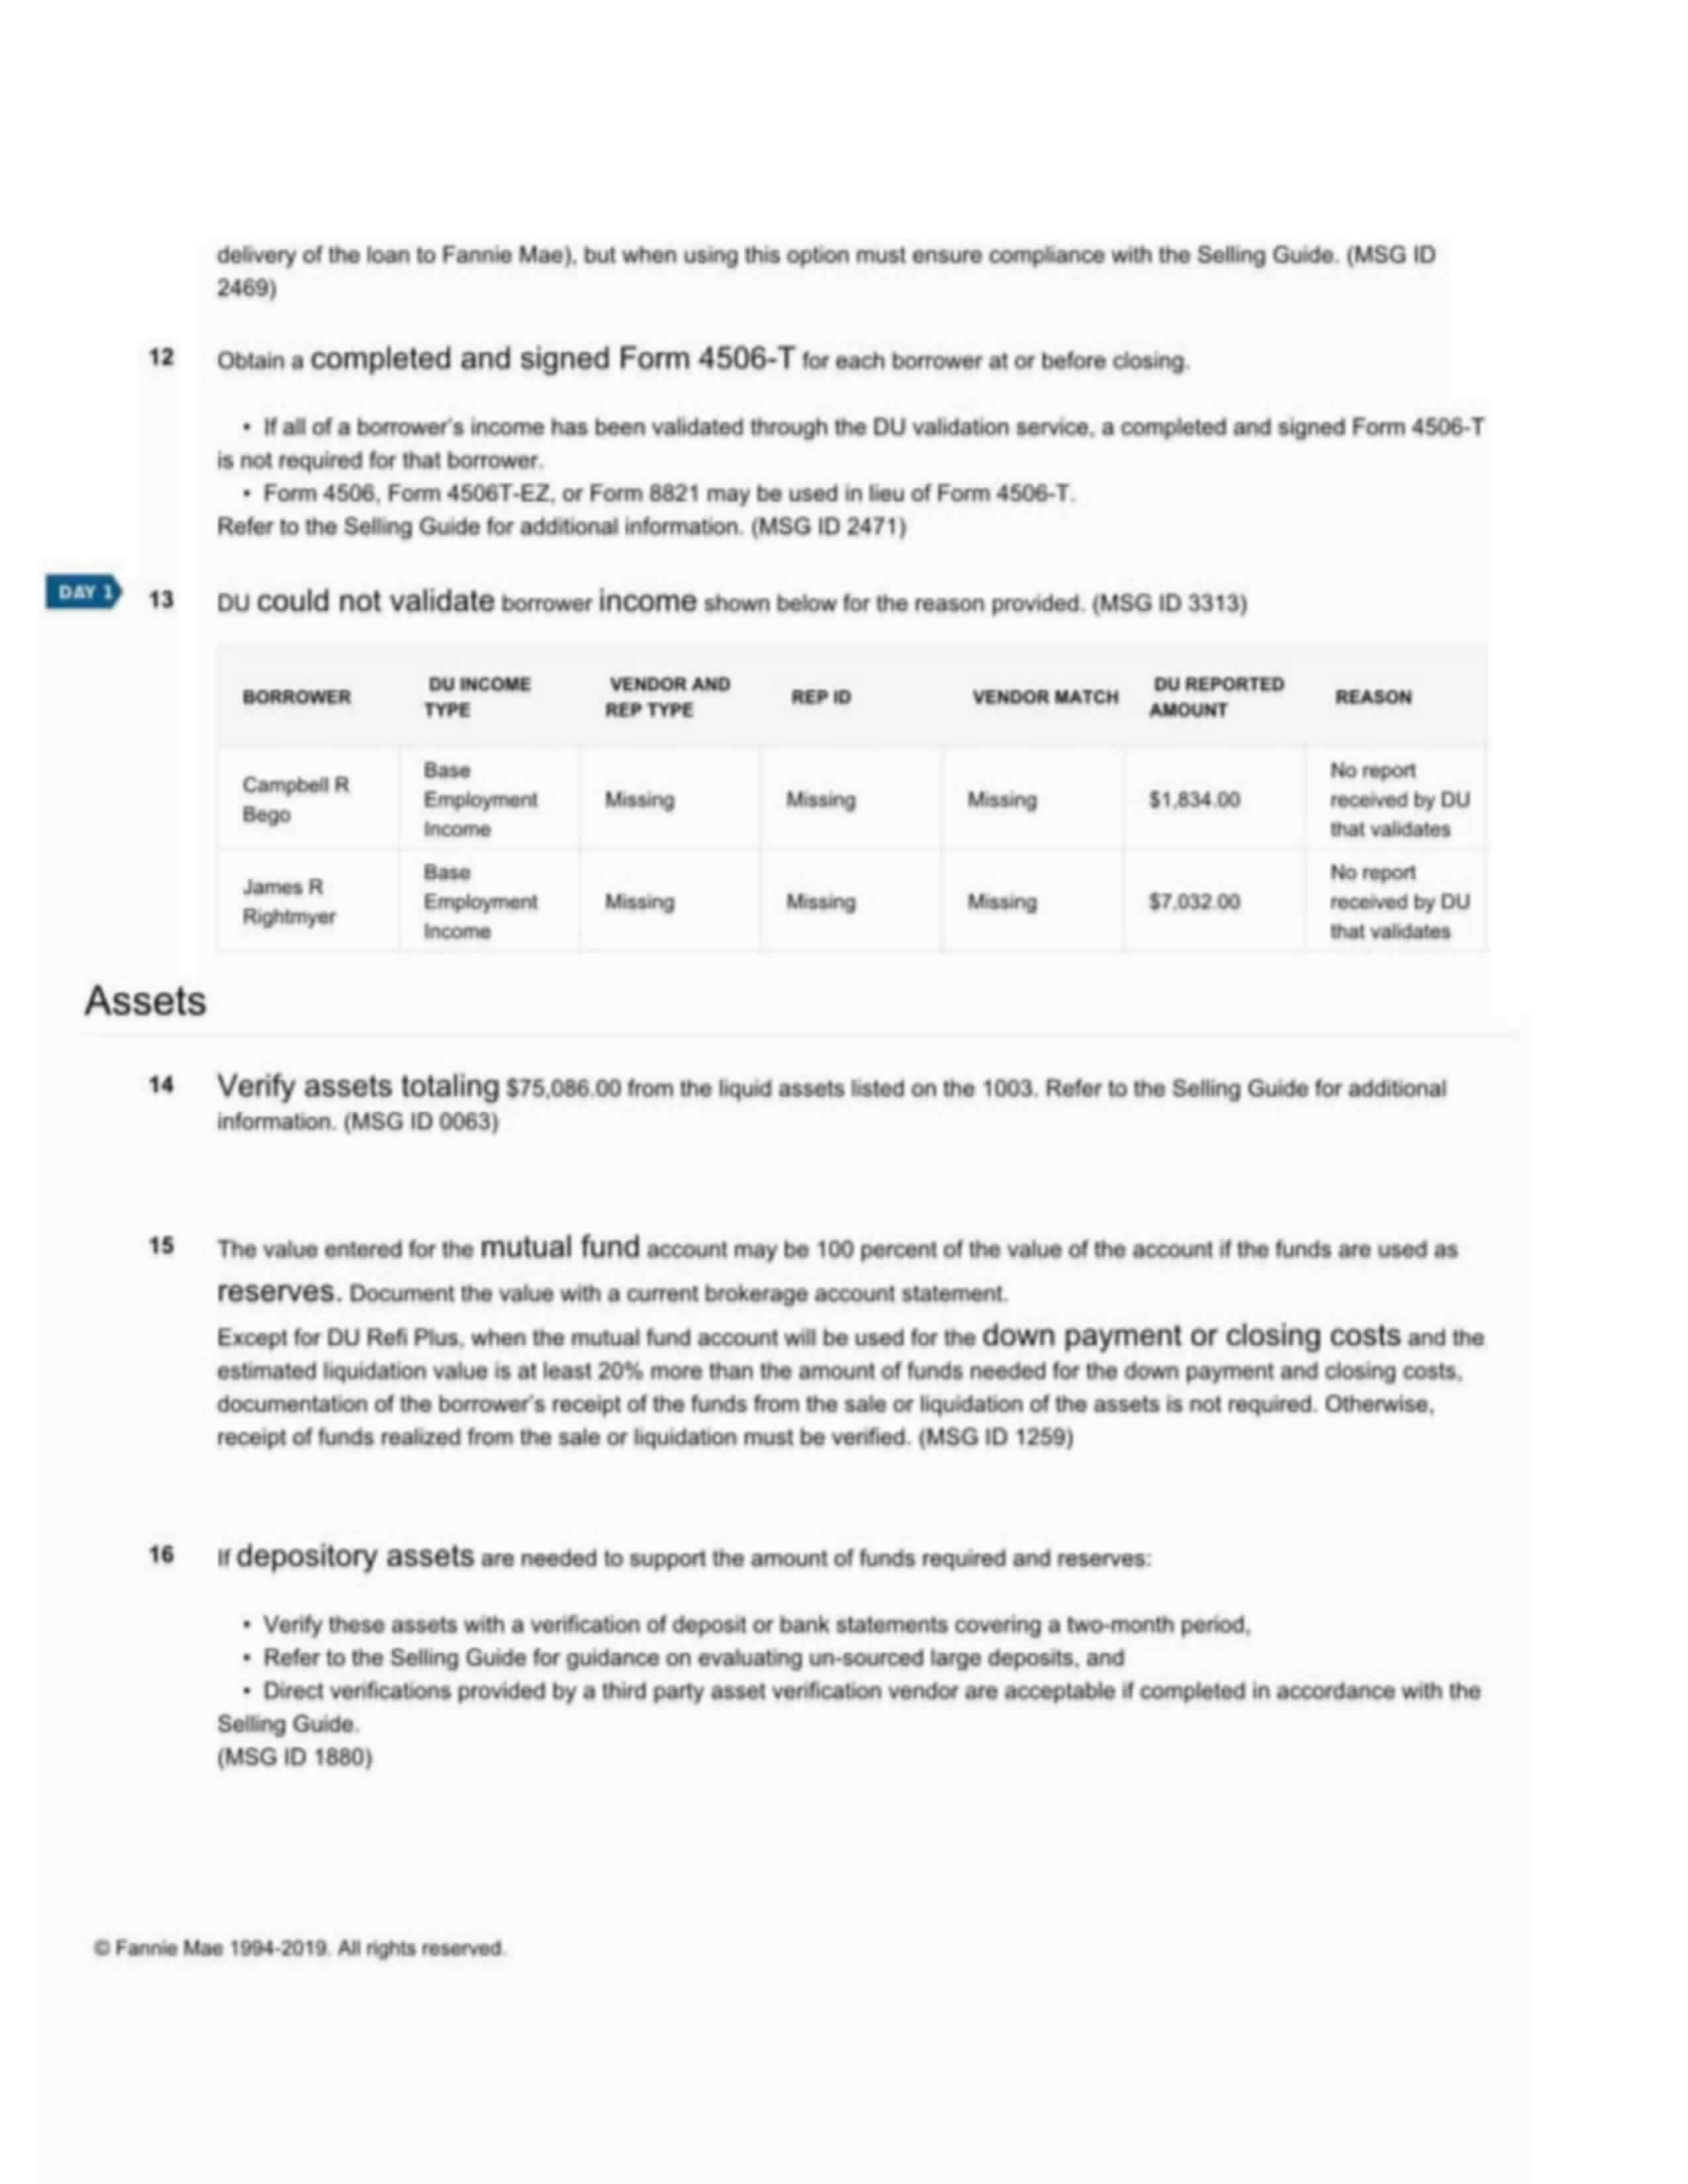 delivery of the loan to Fannie Mae), but when using this option must ensure compliance with the Selling Guide. (MSG ID
2469)
12 Obtain a completed and signed Form 4506-T for each borrower at or before closing.
• If all of a borrower's income has been validated through the DU validation service, a completed and signed Form 4506-T
is not required for that borrower.
• Form 4506, Form 4506T-EZ, or Form 8821 may be used in lieu of Form 4506-T.
Refer to the Selling Guide for additional information. (MSG ID 2471)
DAY 1 13 DU could not validate borrower income shown below for the reason provided. (MSG ID 3313)
BORROWER DU INCOME TYPE VENDOR AND REP TYPE REP ID VENDOR MATCH DU REPORTED AMOUNT REASON
Campbell R Bego Base Employment Income Missing Missing Missing $1,834.00 No report received by DU that validates
James R Rightmyer Base Employment Income Missing Missing Missing $7,032.00 No report received by DU that validates
Assets
14 Verify assets totaling $75,086.00 from the liquid assets listed on the 1003. Refer to the Selling Guide for additional
information. (MSG ID 0063)
15 The value entered for the mutual fund account may be 100 percent of the value of the account if the funds are used as
reserves. Document the value with a current brokerage account statement.
Except for DU Refi Plus, when the mutual fund account will be used for the down payment or closing costs and the
estimated liquidation value is at least 20% more than the amount of funds needed for the down payment and closing costs,
documentation of the borrower's receipt of the funds from the sale or liquidation of the assets is not required. Otherwise,
receipt of funds realized from the sale or liquidation must be verified. (MSG ID 1259)
16 If depository assets are needed to support the amount of funds required and reserves:
• Verify these assets with a verification of deposit or bank statements covering a two-month period,
• Refer to the Selling Guide for guidance on evaluating un-sourced large deposits, and
• Direct verifications provided by a third party asset verification vendor are acceptable if completed in accordance with the
Selling Guide.
(MSG ID 1880)
© Fannie Mae 1994-2019. All rights reserved.